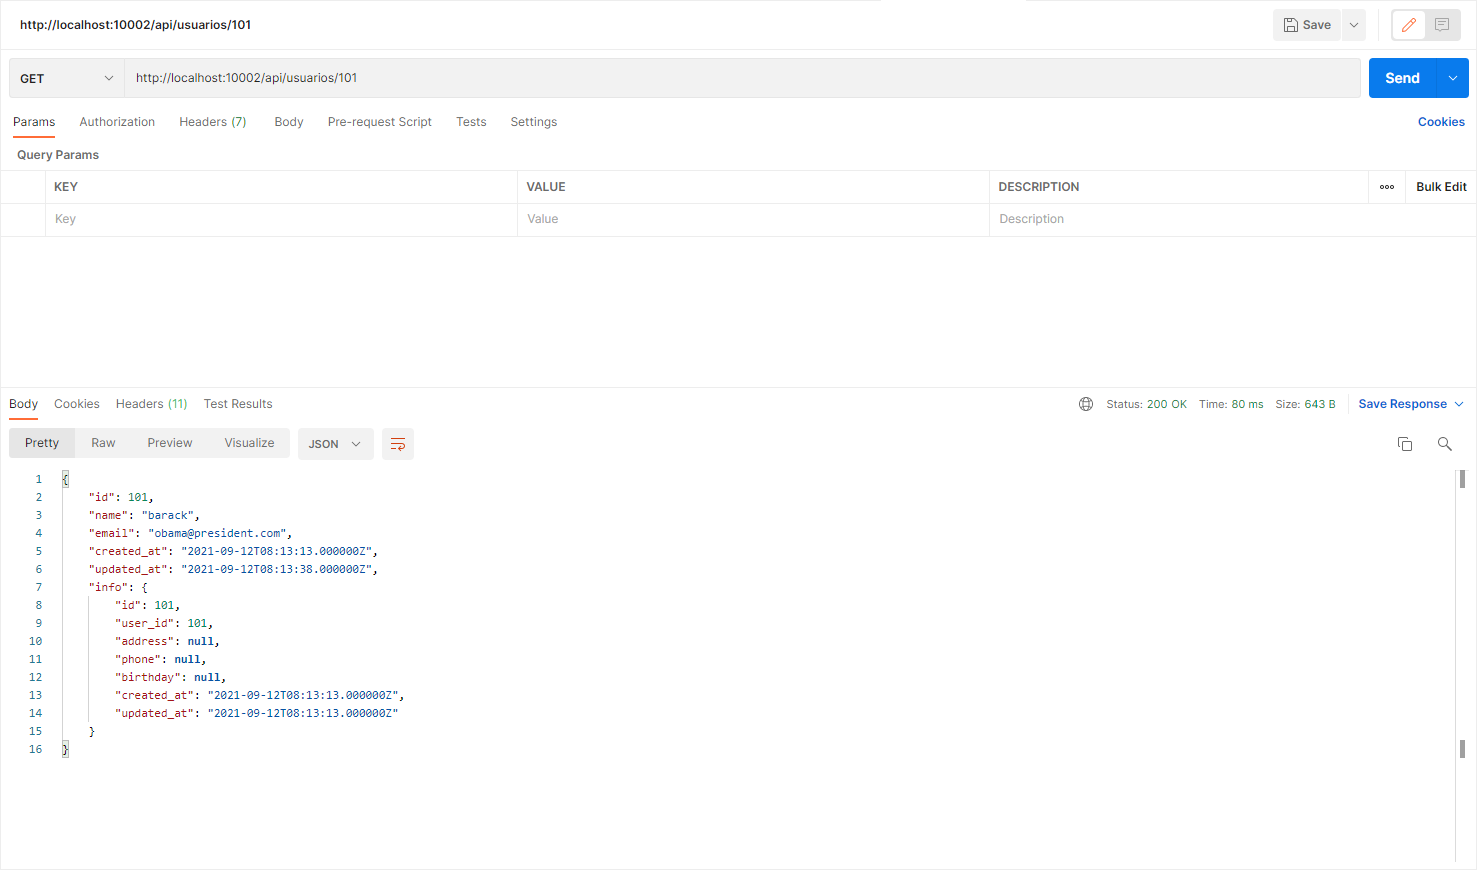 http://localhost:10002/api/usuarios/101 Save
GET http://localhost:10002/api/usuarios/101 Send
Params Authorization Headers (7) Body Pre-request Script Tests Settings Cookies
Query Params
KEY VALUE DESCRIPTION ooo Bulk Edit
Key Value Description
Body Cookies Headers (11) Test Results Status: 200 OK Time: 80 ms Size: 643 B Save Response
Pretty Raw Preview Visualize JSON
1 {
2 "id": 101,
3 "name": "barack",
4 "email": "obama@president.com",
5 "created_at": "2021-09-12T08:13:13.000000Z",
6 "updated_at": "2021-09-12T08:13:38.000000Z",
7 "info": {
8 "id": 101,
9 "user_id": 101,
10 "address": null,
11 "phone": null,
12 "birthday": null,
13 "created_at": "2021-09-12T08:13:13.000000Z",
14 "updated_at": "2021-09-12T08:13:13.000000Z"
15 }
16 }